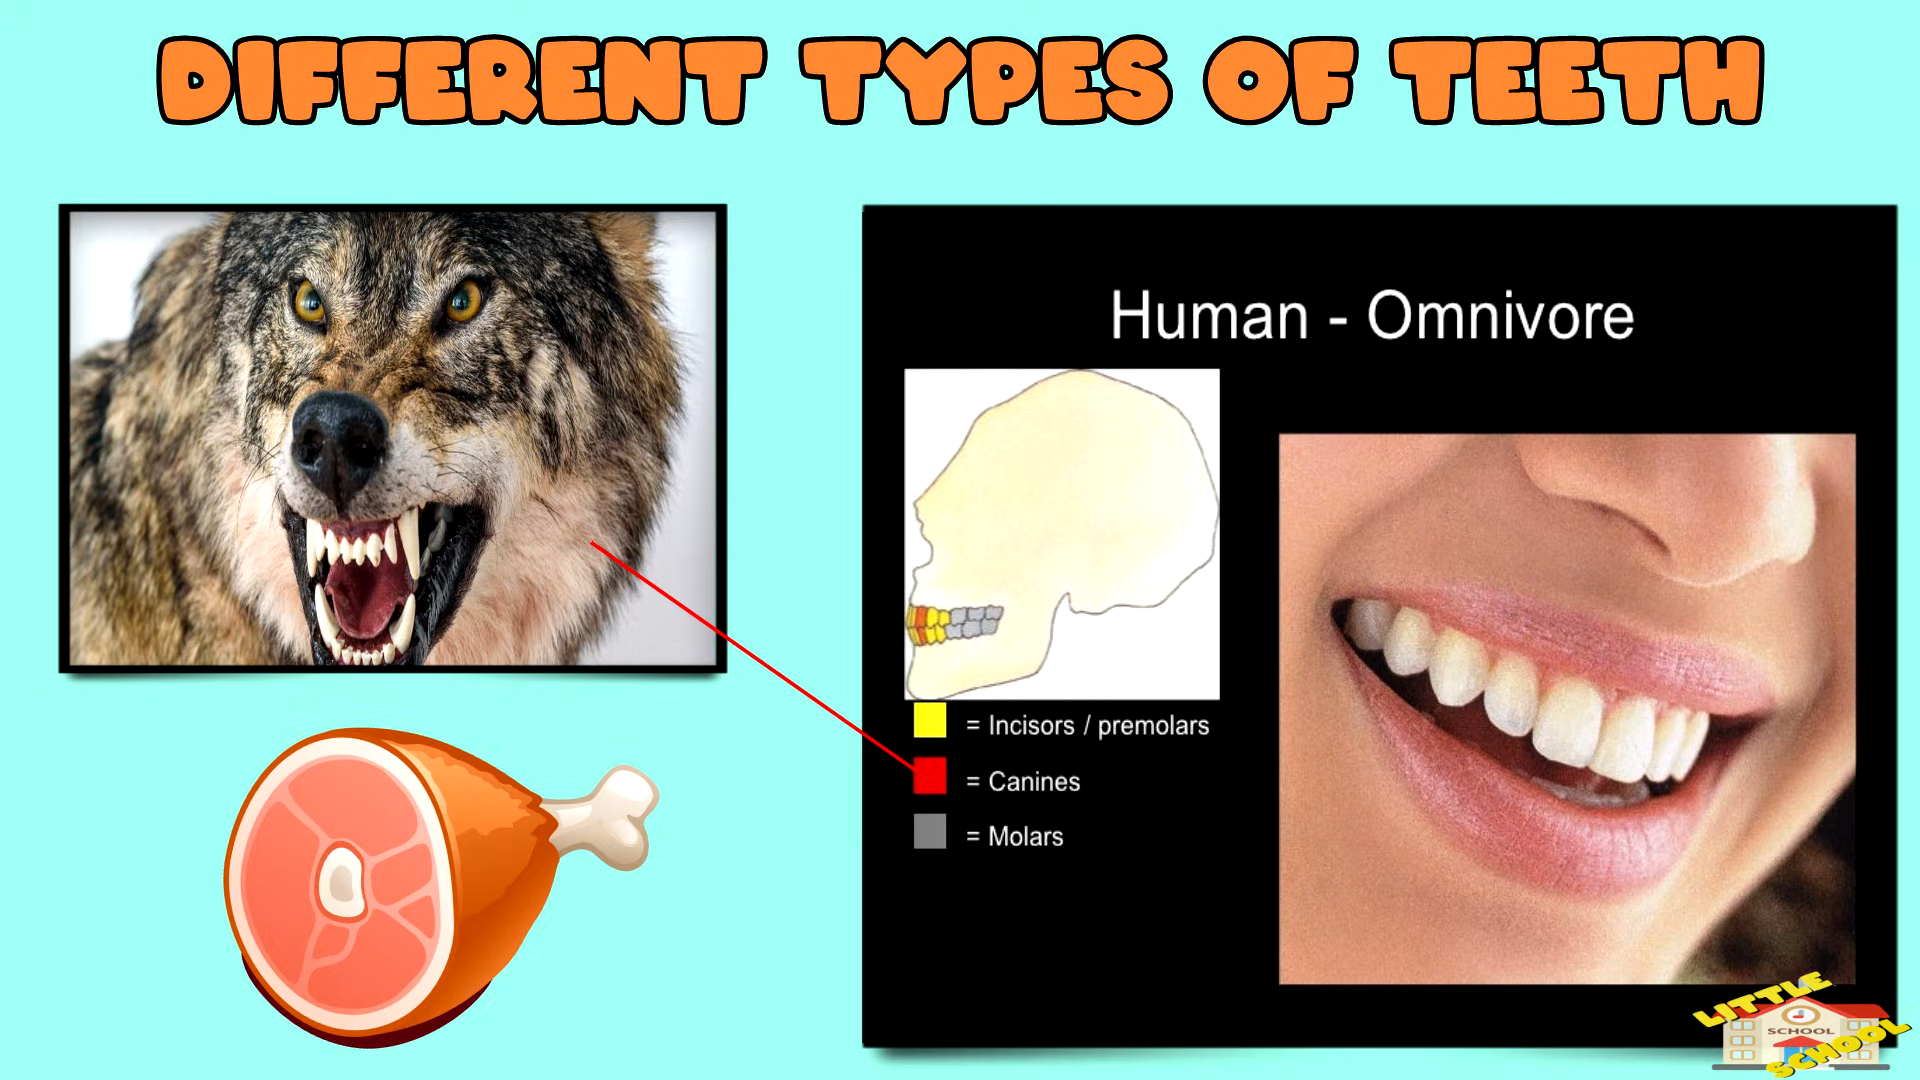 DIFFERENT TYPES OF TEETH
Human - Omnivore
= Incisors / premolars
= Canines
= Molars
LITTLE
SCHOOL
SCHOOL